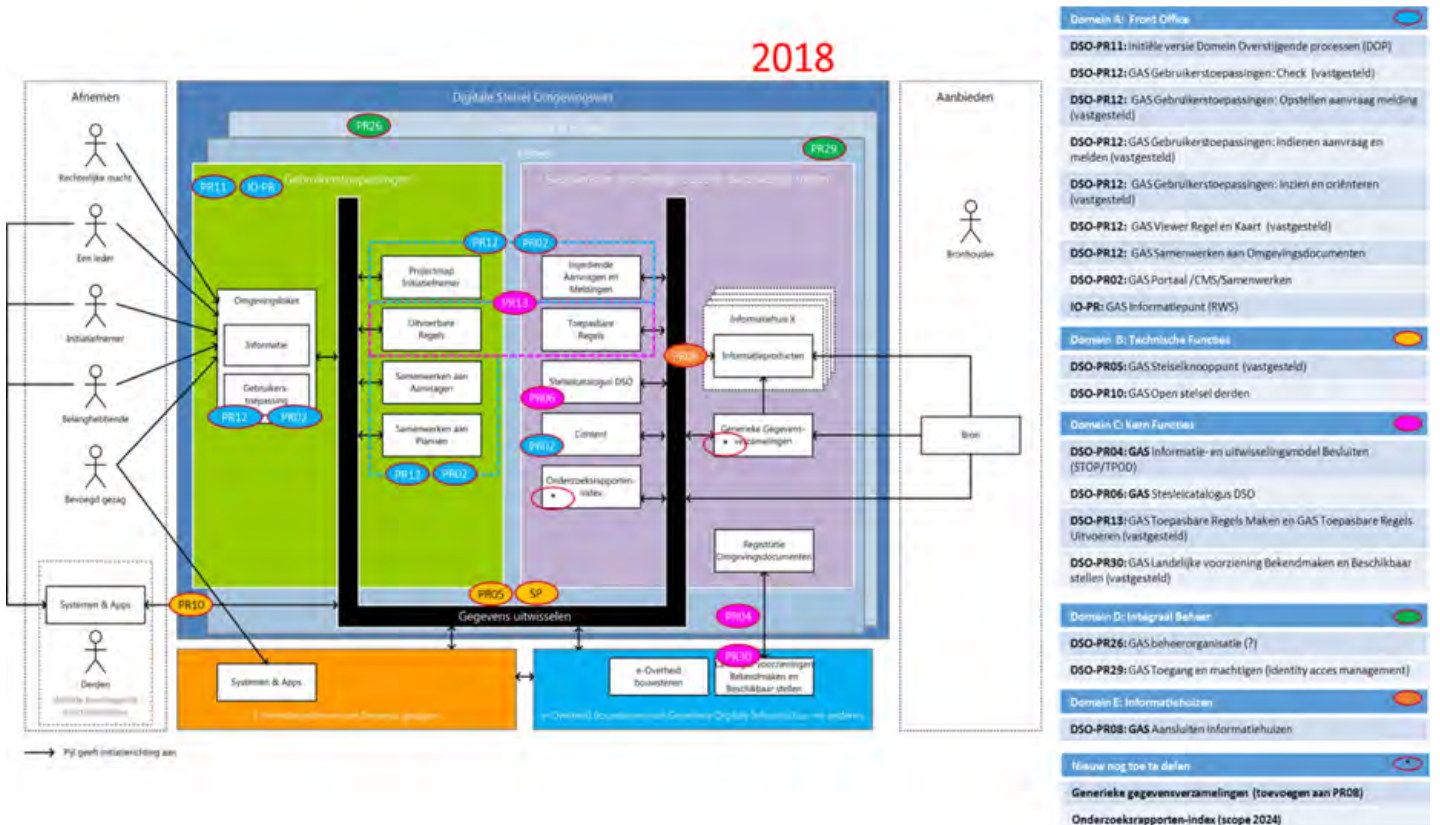 2018
Afnemen
Rechterlijke macht
Een ieder
Initiatiefnemer
Belanghebbende
Bevoegd gezag
Systemen & Apps
Derden
Pijl geeft initiatierichting aan
Digitale Stelsel Omgevingswet
PR26
PR29
Gebruikerstoepassingen
PR11
IO-PR
Omgevingsloket
Informatie
Gebruikers-
toepassing
PR12
PR02
PR12
PR02
Projectmap
Initiatiefnemer
Ingediende
Aanvragen en
Meldingen
PR13
Uitvoerbare
Regels
Toepasbare
Regels
Samenwerken aan
Aanvragen
Stelselcatalogus DSO
PR06
Samenwerken aan
Plannen
Content
PR02
PR12
PR02
Onderzoeksrapporten-
index
Informatiehuis X
PR08
Informatieproducten
Generieke Gegevens-
verzamelingen
Registratie
Omgevingsdocumenten
PR10
PR05
SP
Gegevens uitwisselen
PR04
PR30
Systemen & Apps
e-Overheid
bouwstenen
voorzieningen
Bekendmaken en
Beschikbaar stellen
Aanbieden
Bronhouder
Bron
Domein A: Front Office
DSO-PR11: Initiële versie Domein Overstijgende processen (DOP)
DSO-PR12: GAS Gebruikerstoepassingen: Check (vastgesteld)
DSO-PR12: GAS Gebruikerstoepassingen: Opstellen aanvraag melding
(vastgesteld)
DSO-PR12: GAS Gebruikerstoepassingen: Indienen aanvraag en
melden (vastgesteld)
DSO-PR12: GAS Gebruikerstoepassingen: Inzien en oriënteren
(vastgesteld)
DSO-PR12: GAS Viewer Regel en Kaart (vastgesteld)
DSO-PR12: GAS Samenwerken aan Omgevingsdocumenten
DSO-PR02: GAS Portaal /CMS/Samenwerken
IO-PR: GAS Informatiepunt (RWS)
Domein B: Technische Functies
DSO-PR05: GAS Stelselknooppunt (vastgesteld)
DSO-PR10: GAS Open stelsel derden
Domein C: Kern Functies
DSO-PR04: GAS Informatie- en uitwisselingsmodel Besluiten
(STOP/TPOD)
DSO-PR06: GAS Steslelcatalogus DSO
DSO-PR13: GAS Toepasbare Regels Maken en GAS Toepasbare Regels
Uitvoeren (vastgesteld)
DSO-PR30: GAS Landelijke voorziening Bekendmaken en Beschikbaar
stellen (vastgesteld)
Domein D: Integraal Beheer
DSO-PR26: GAS beheerorganisatie (?)
DSO-PR29: GAS Toegang en machtigen (identity acces management)
Domein E: Informatiehuizen
DSO-PR08: GAS Aansluiten Informatiehuizen
Nieuw nog toe te delen
Generieke gegevensverzamelingen (toevoegen aan PR08)
Onderzoeksrapporten-index (scope 2024)